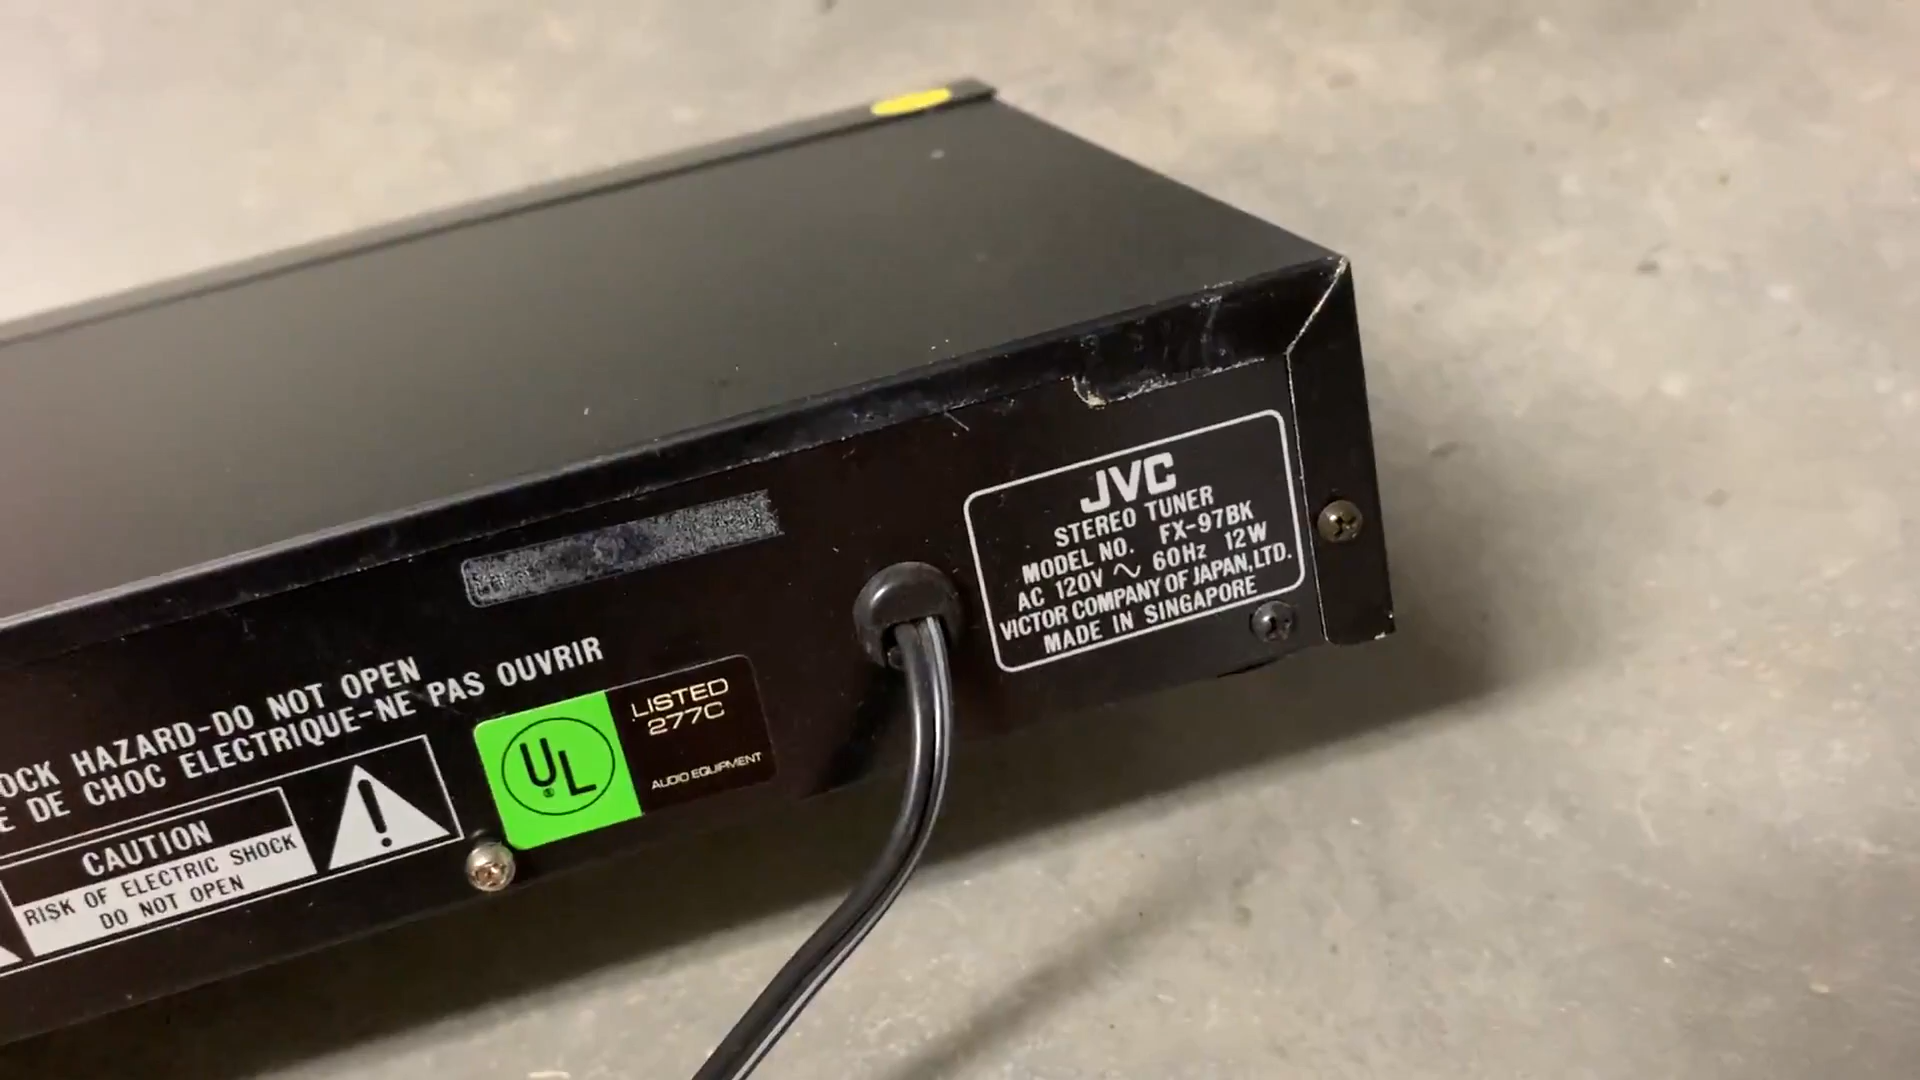 OCK HAZARD-DO NOT OPEN
E DE CHOC ELECTRIQUE-NE PAS OUVRIR
CAUTION
RISK OF ELECTRIC SHOCK
DO NOT OPEN
UL
®
LISTED
277C
AUDIO EQUIPMENT
JVC
STEREO TUNER
MODEL NO. FX-97BK
AC 120V ~ 60Hz 12W
VICTOR COMPANY OF JAPAN,LTD.
MADE IN SINGAPORE